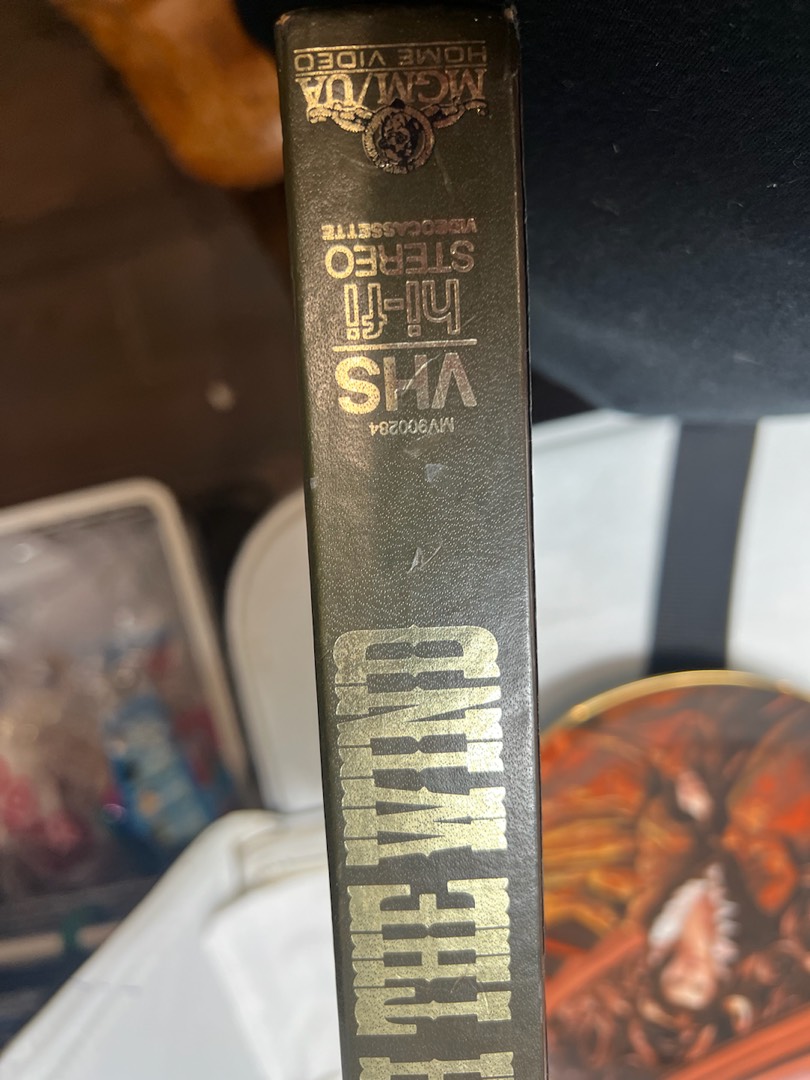 H THE WIND
MV900284
VHS
hi-fi
STEREO
VIDEOCASSETTE
MGM/UA
HOME VIDEO